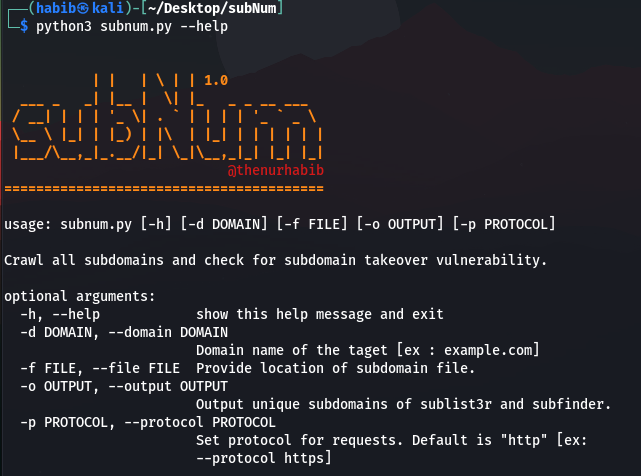 (habib㉿kali)-[~/Desktop/subNum]
$ python3 subnum.py --help
1.0
subNum
@thenurhabib
========================================
usage: subnum.py [-h] [-d DOMAIN] [-f FILE] [-o OUTPUT] [-p PROTOCOL]
Crawl all subdomains and check for subdomain takeover vulnerability.
optional arguments:
-h, --help show this help message and exit
-d DOMAIN, --domain DOMAIN
Domain name of the taget [ex : example.com]
-f FILE, --file FILE Provide location of subdomain file.
-o OUTPUT, --output OUTPUT
Output unique subdomains of sublist3r and subfinder.
-p PROTOCOL, --protocol PROTOCOL
Set protocol for requests. Default is "http" [ex:
--protocol https]